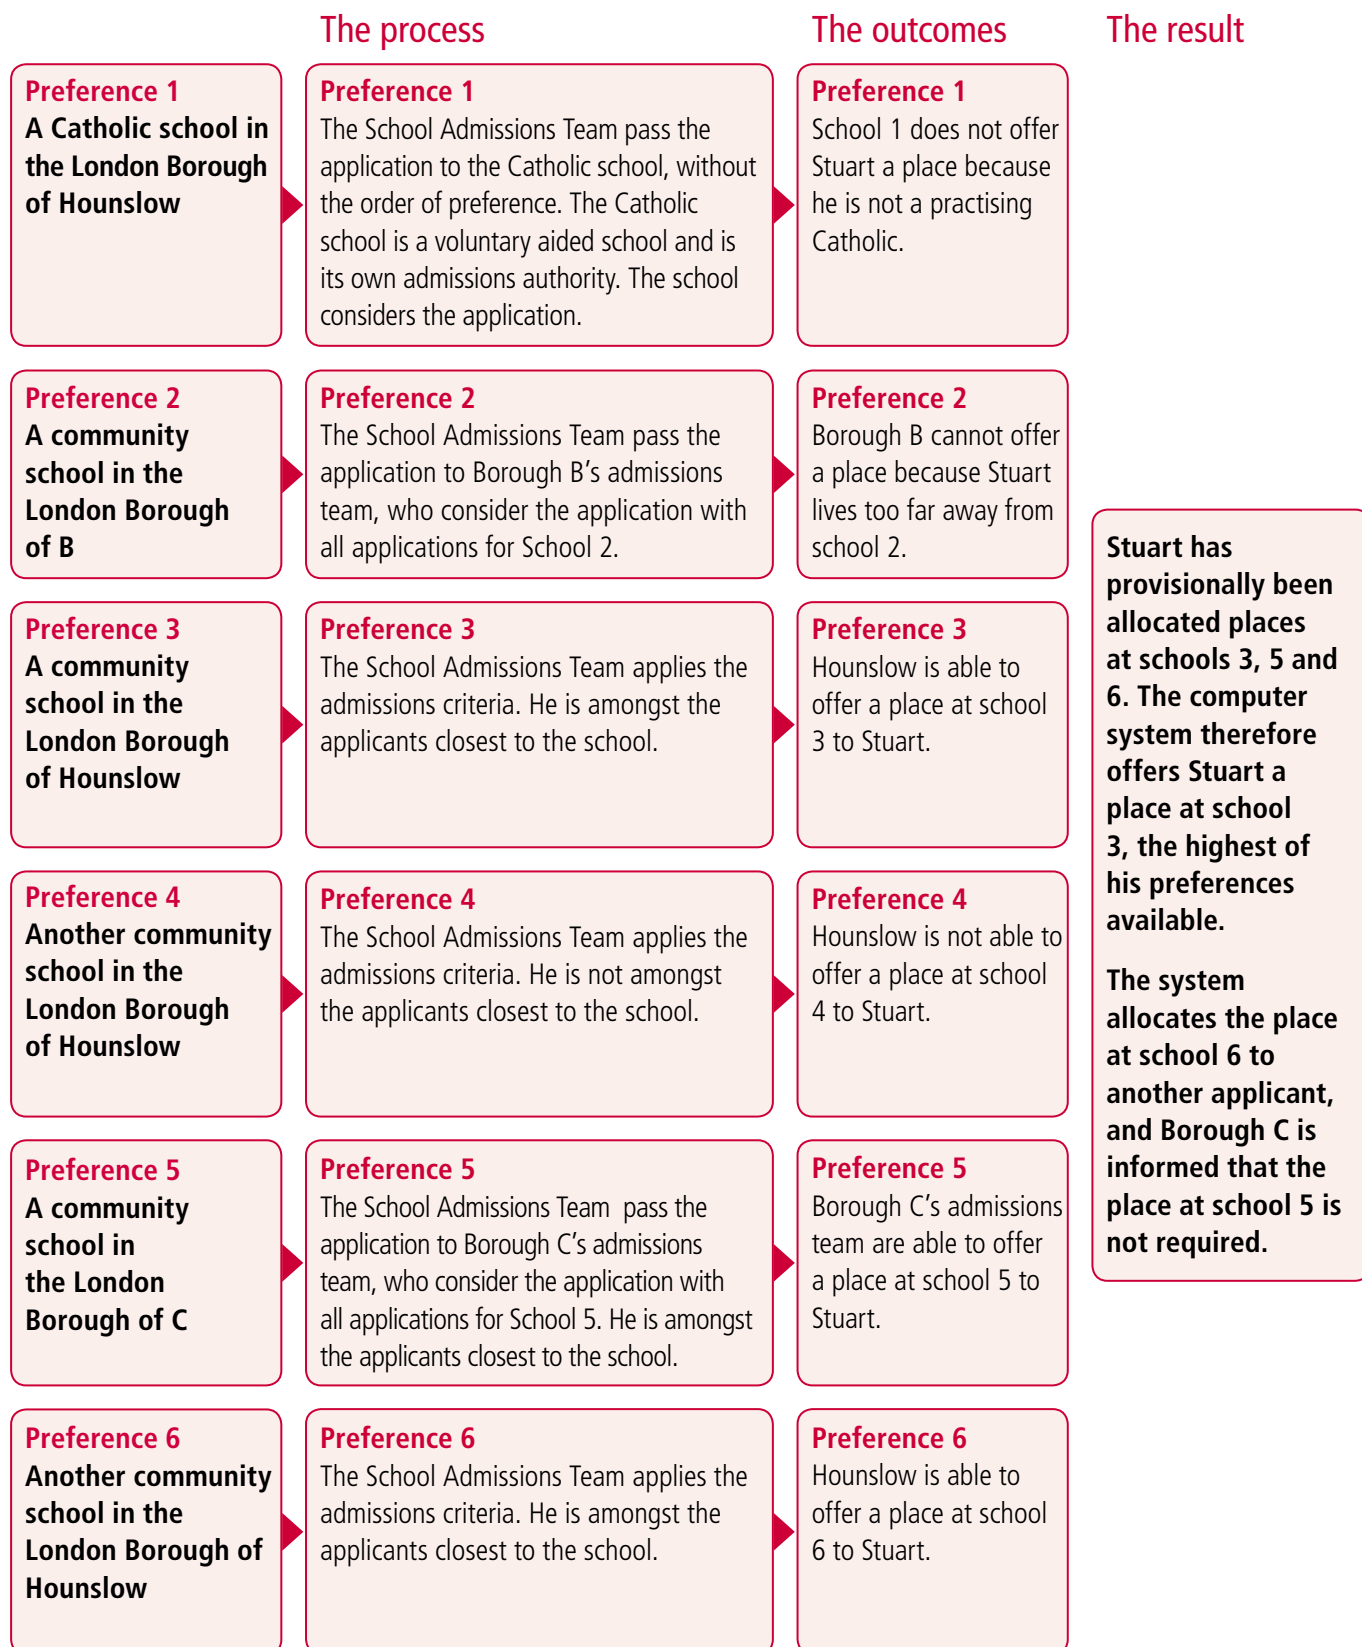 The process
The outcomes
The result
Preference 1
A Catholic school in
the London Borough
of Hounslow
Preference 1
The School Admissions Team pass the
application to the Catholic school, without
the order of preference. The Catholic
school is a voluntary aided school and is
its own admissions authority. The school
considers the application.
Preference 1
School 1 does not offer
Stuart a place because
he is not a practising
Catholic.
Preference 2
A community
school in the
London Borough
of B
Preference 2
The School Admissions Team pass the
application to Borough B’s admissions
team, who consider the application with
all applications for School 2.
Preference 2
Borough B cannot offer
a place because Stuart
lives too far away from
school 2.
Preference 3
A community
school in the
London Borough
of Hounslow
Preference 3
The School Admissions Team applies the
admissions criteria. He is amongst the
applicants closest to the school.
Preference 3
Hounslow is able to
offer a place at school
3 to Stuart.
Preference 4
Another community
school in the
London Borough
of Hounslow
Preference 4
The School Admissions Team applies the
admissions criteria. He is not amongst
the applicants closest to the school.
Preference 4
Hounslow is not able to
offer a place at school
4 to Stuart.
Preference 5
A community
school in
the London
Borough of C
Preference 5
The School Admissions Team  pass the
application to Borough C’s admissions
team, who consider the application with
all applications for School 5. He is amongst
the applicants closest to the school.
Preference 5
Borough C’s admissions
team are able to offer
a place at school 5 to
Stuart.
Preference 6
Another community
school in the
London Borough of
Hounslow
Preference 6
The School Admissions Team applies the
admissions criteria. He is amongst the
applicants closest to the school.
Preference 6
Hounslow is able to
offer a place at school
6 to Stuart.
Stuart has
provisionally been
allocated places
at schools 3, 5 and
6. The computer
system therefore
offers Stuart a
place at school
3, the highest of
his preferences
available.
The system
allocates the place
at school 6 to
another applicant,
and Borough C is
informed that the
place at school 5 is
not required.